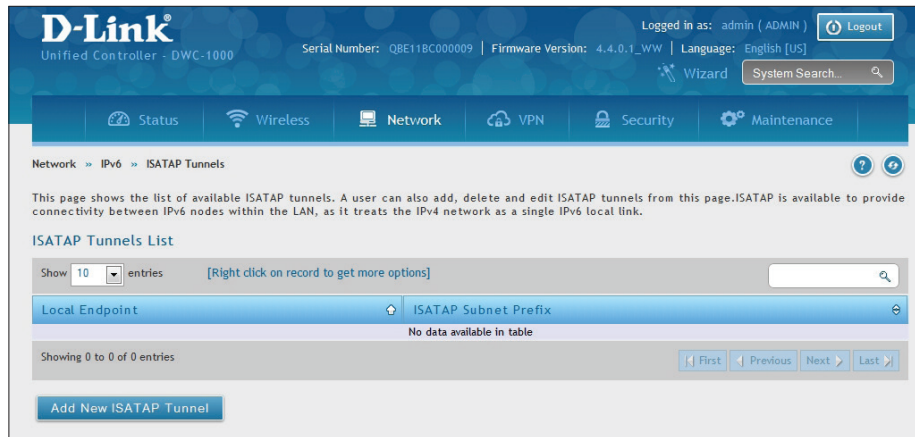 D-Link®
Unified Controller - DWC-1000
Logged in as: admin ( ADMIN ) Logout
Serial Number: QBE11BC000009 | Firmware Version: 4.4.0.1_WW | Language: English [US]
Wizard System Search...
Status Wireless Network VPN Security Maintenance
Network » IPv6 » ISATAP Tunnels
?
This page shows the list of available ISATAP tunnels. A user can also add, delete and edit ISATAP tunnels from this page.ISATAP is available to provide
connectivity between IPv6 nodes within the LAN, as it treats the IPv4 network as a single IPv6 local link.
ISATAP Tunnels List
Show 10 entries [Right click on record to get more options]
Local Endpoint ISATAP Subnet Prefix
No data available in table
Showing 0 to 0 of 0 entries First Previous Next Last
Add New ISATAP Tunnel